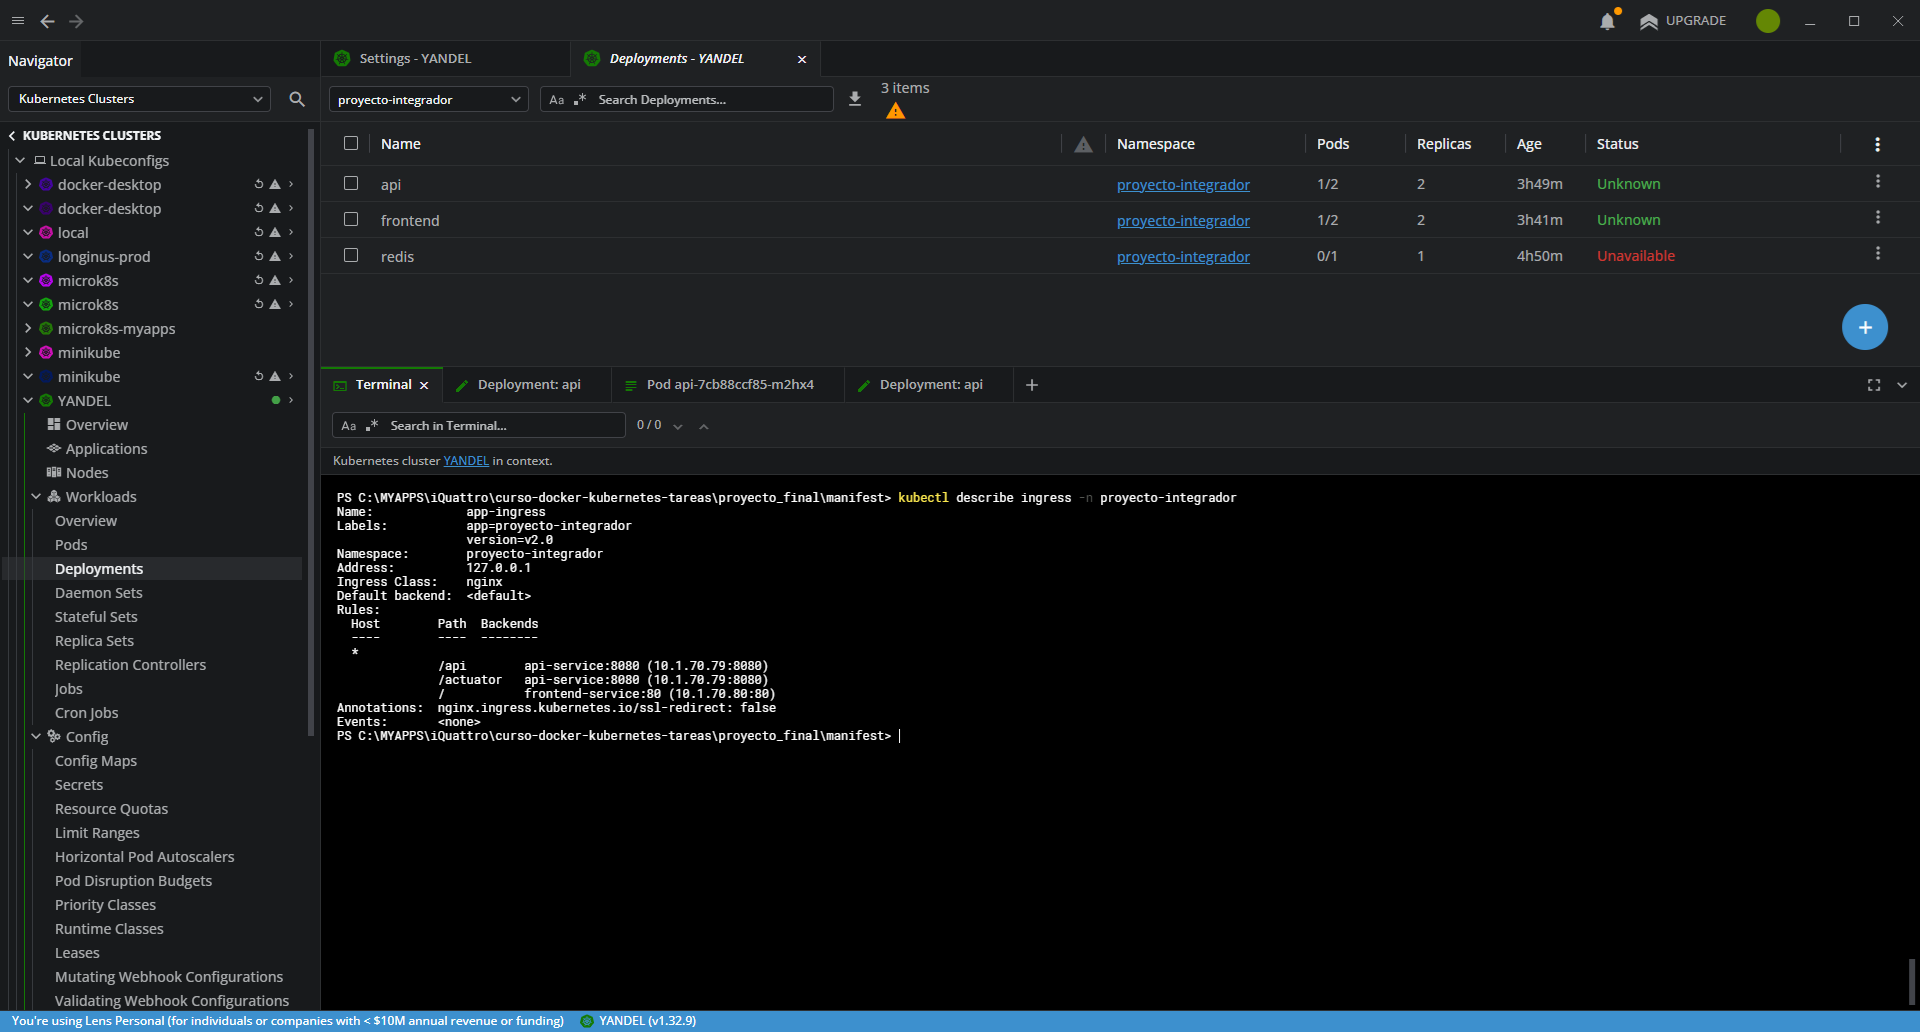 UPGRADE
Navigator
Settings - YANDEL
Deployments - YANDEL
Kubernetes Clusters
proyecto-integrador
Aa .* Search Deployments...
3 items
KUBERNETES CLUSTERS
Local Kubeconfigs
docker-desktop
docker-desktop
local
longinus-prod
microk8s
microk8s
microk8s-myapps
minikube
minikube
YANDEL
Overview
Applications
Nodes
Workloads
Overview
Pods
Deployments
Daemon Sets
Stateful Sets
Replica Sets
Replication Controllers
Jobs
Cron Jobs
Config
Config Maps
Secrets
Resource Quotas
Limit Ranges
Horizontal Pod Autoscalers
Pod Disruption Budgets
Priority Classes
Runtime Classes
Leases
Mutating Webhook Configurations
Validating Webhook Configurations
Name Namespace Pods Replicas Age Status
api proyecto-integrador 1/2 2 3h49m Unknown
frontend proyecto-integrador 1/2 2 3h41m Unknown
redis proyecto-integrador 0/1 1 4h50m Unavailable
Terminal
Deployment: api
Pod api-7cb88ccf85-m2hx4
Deployment: api
Aa .* Search in Terminal...
0 / 0
Kubernetes cluster YANDEL in context.
PS C:\MYAPPS\iQuattro\curso-docker-kubernetes-tareas\proyecto_final\manifest> kubectl describe ingress -n proyecto-integrador
Name: app-ingress
Labels: app=proyecto-integrador
version=v2.0
Namespace: proyecto-integrador
Address: 127.0.0.1
Ingress Class: nginx
Default backend: <default>
Rules:
Host Path Backends
---- ---- --------
*
/api api-service:8080 (10.1.70.79:8080)
/actuator api-service:8080 (10.1.70.79:8080)
/ frontend-service:80 (10.1.70.80:80)
Annotations: nginx.ingress.kubernetes.io/ssl-redirect: false
Events: <none>
PS C:\MYAPPS\iQuattro\curso-docker-kubernetes-tareas\proyecto_final\manifest>
You're using Lens Personal (for individuals or companies with < $10M annual revenue or funding)
YANDEL (v1.32.9)